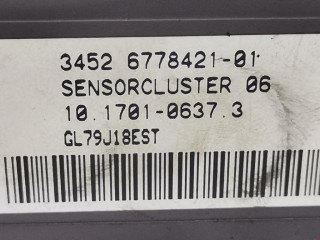 3452 6778421-01
SENSORCLUSTER 06
10.1701-0637.3
GL79J18EST